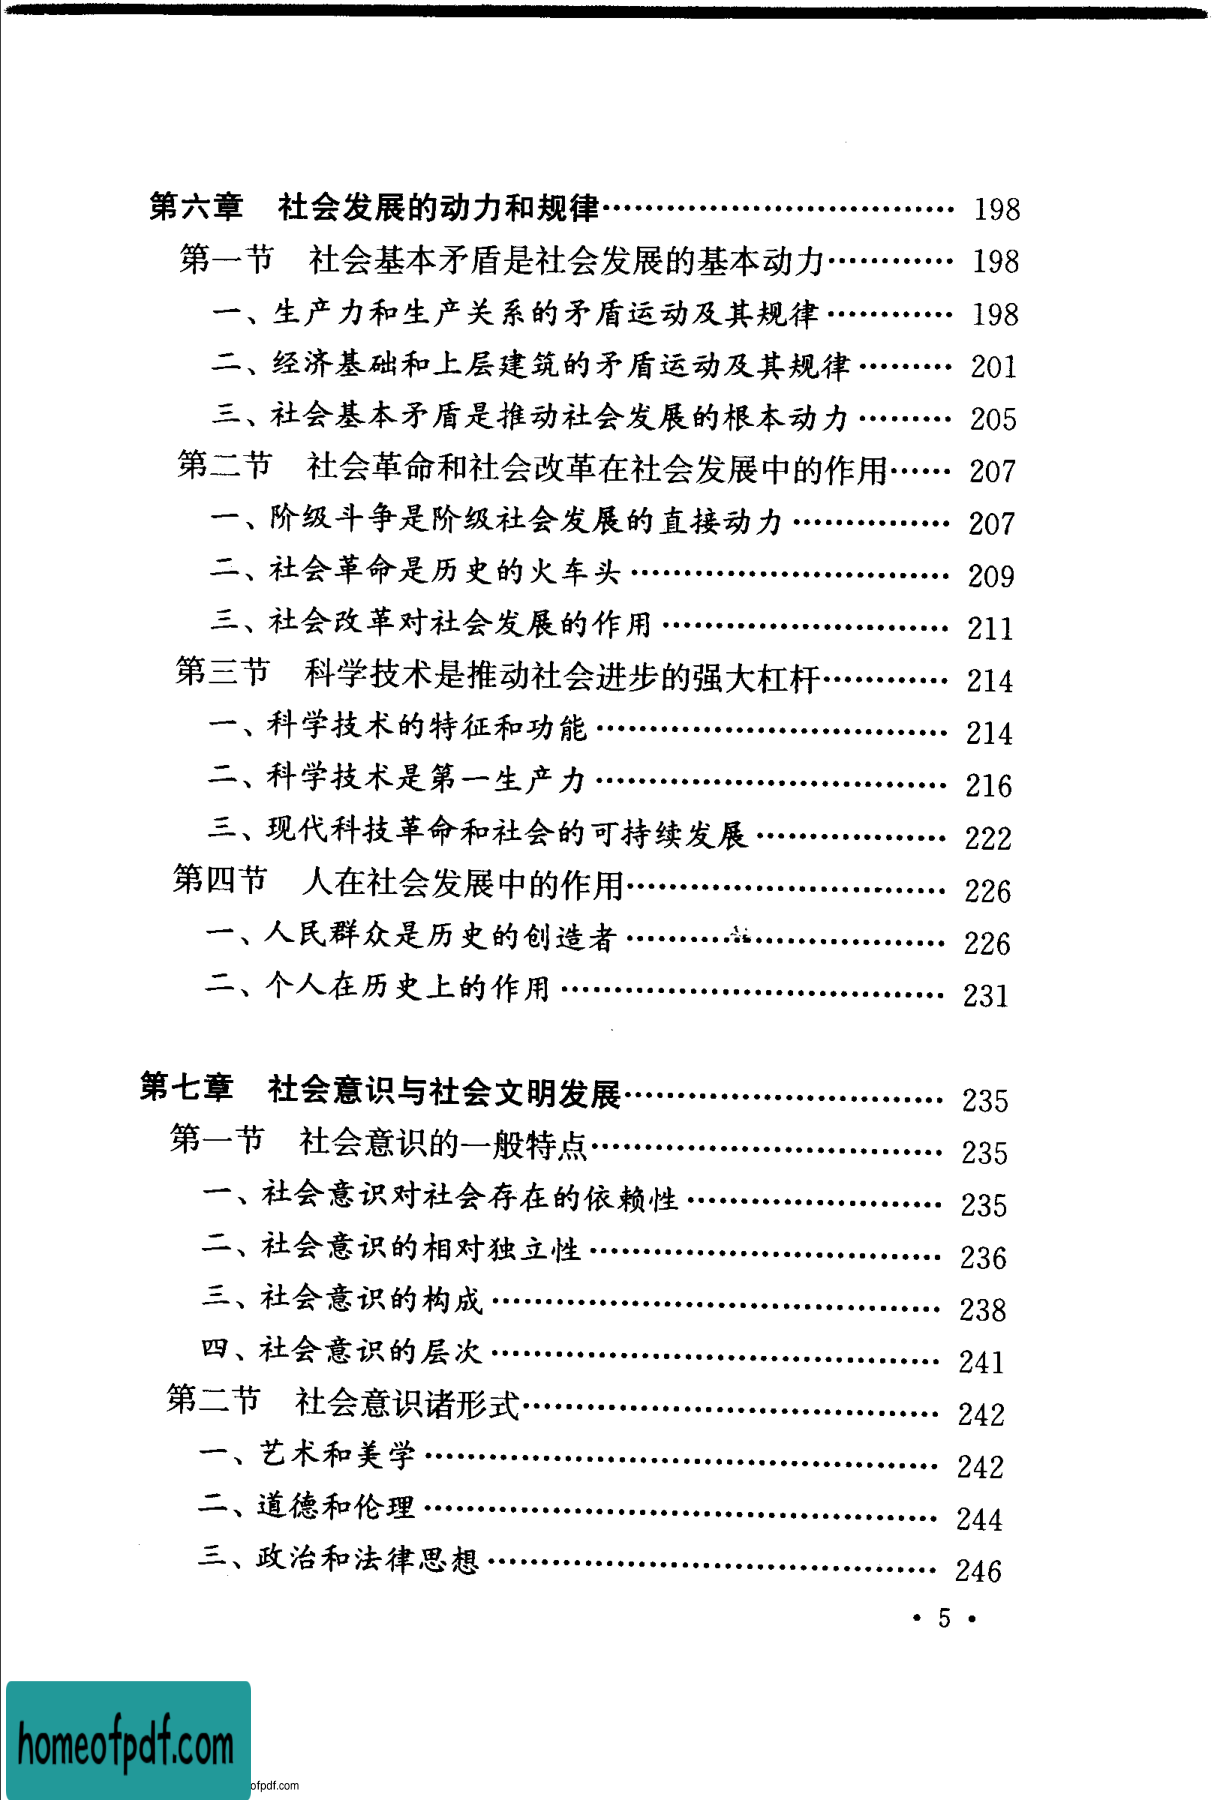 第六章　社会发展的动力和规律……………………………… 198
第一节　社会基本矛盾是社会发展的基本动力………… 198
一、生产力和生产关系的矛盾运动及其规律………… 198
二、经济基础和上层建筑的矛盾运动及其规律……… 201
三、社会基本矛盾是推动社会发展的根本动力……… 205
第二节　社会革命和社会改革在社会发展中的作用…… 207
一、阶级斗争是阶级社会发展的直接动力…………… 207
二、社会革命是历史的火车头………………………… 209
三、社会改革对社会发展的作用……………………… 211
第三节　科学技术是推动社会进步的强大杠杆………… 214
一、科学技术的特征和功能…………………………… 214
二、科学技术是第一生产力…………………………… 216
三、现代科技革命和社会的可持续发展……………… 222
第四节　人在社会发展中的作用………………………… 226
一、人民群众是历史的创造者………………………… 226
二、个人在历史上的作用……………………………… 231
第七章　社会意识与社会文明发展………………………… 235
第一节　社会意识的一般特点…………………………… 235
一、社会意识对社会存在的依赖性…………………… 235
二、社会意识的相对独立性…………………………… 236
三、社会意识的构成…………………………………… 238
四、社会意识的层次…………………………………… 241
第二节　社会意识诸形式………………………………… 242
一、艺术和美学………………………………………… 242
二、道德和伦理………………………………………… 244
三、政治和法律思想…………………………………… 246
• 5 •
homeofpdf.com
ofpdf.com